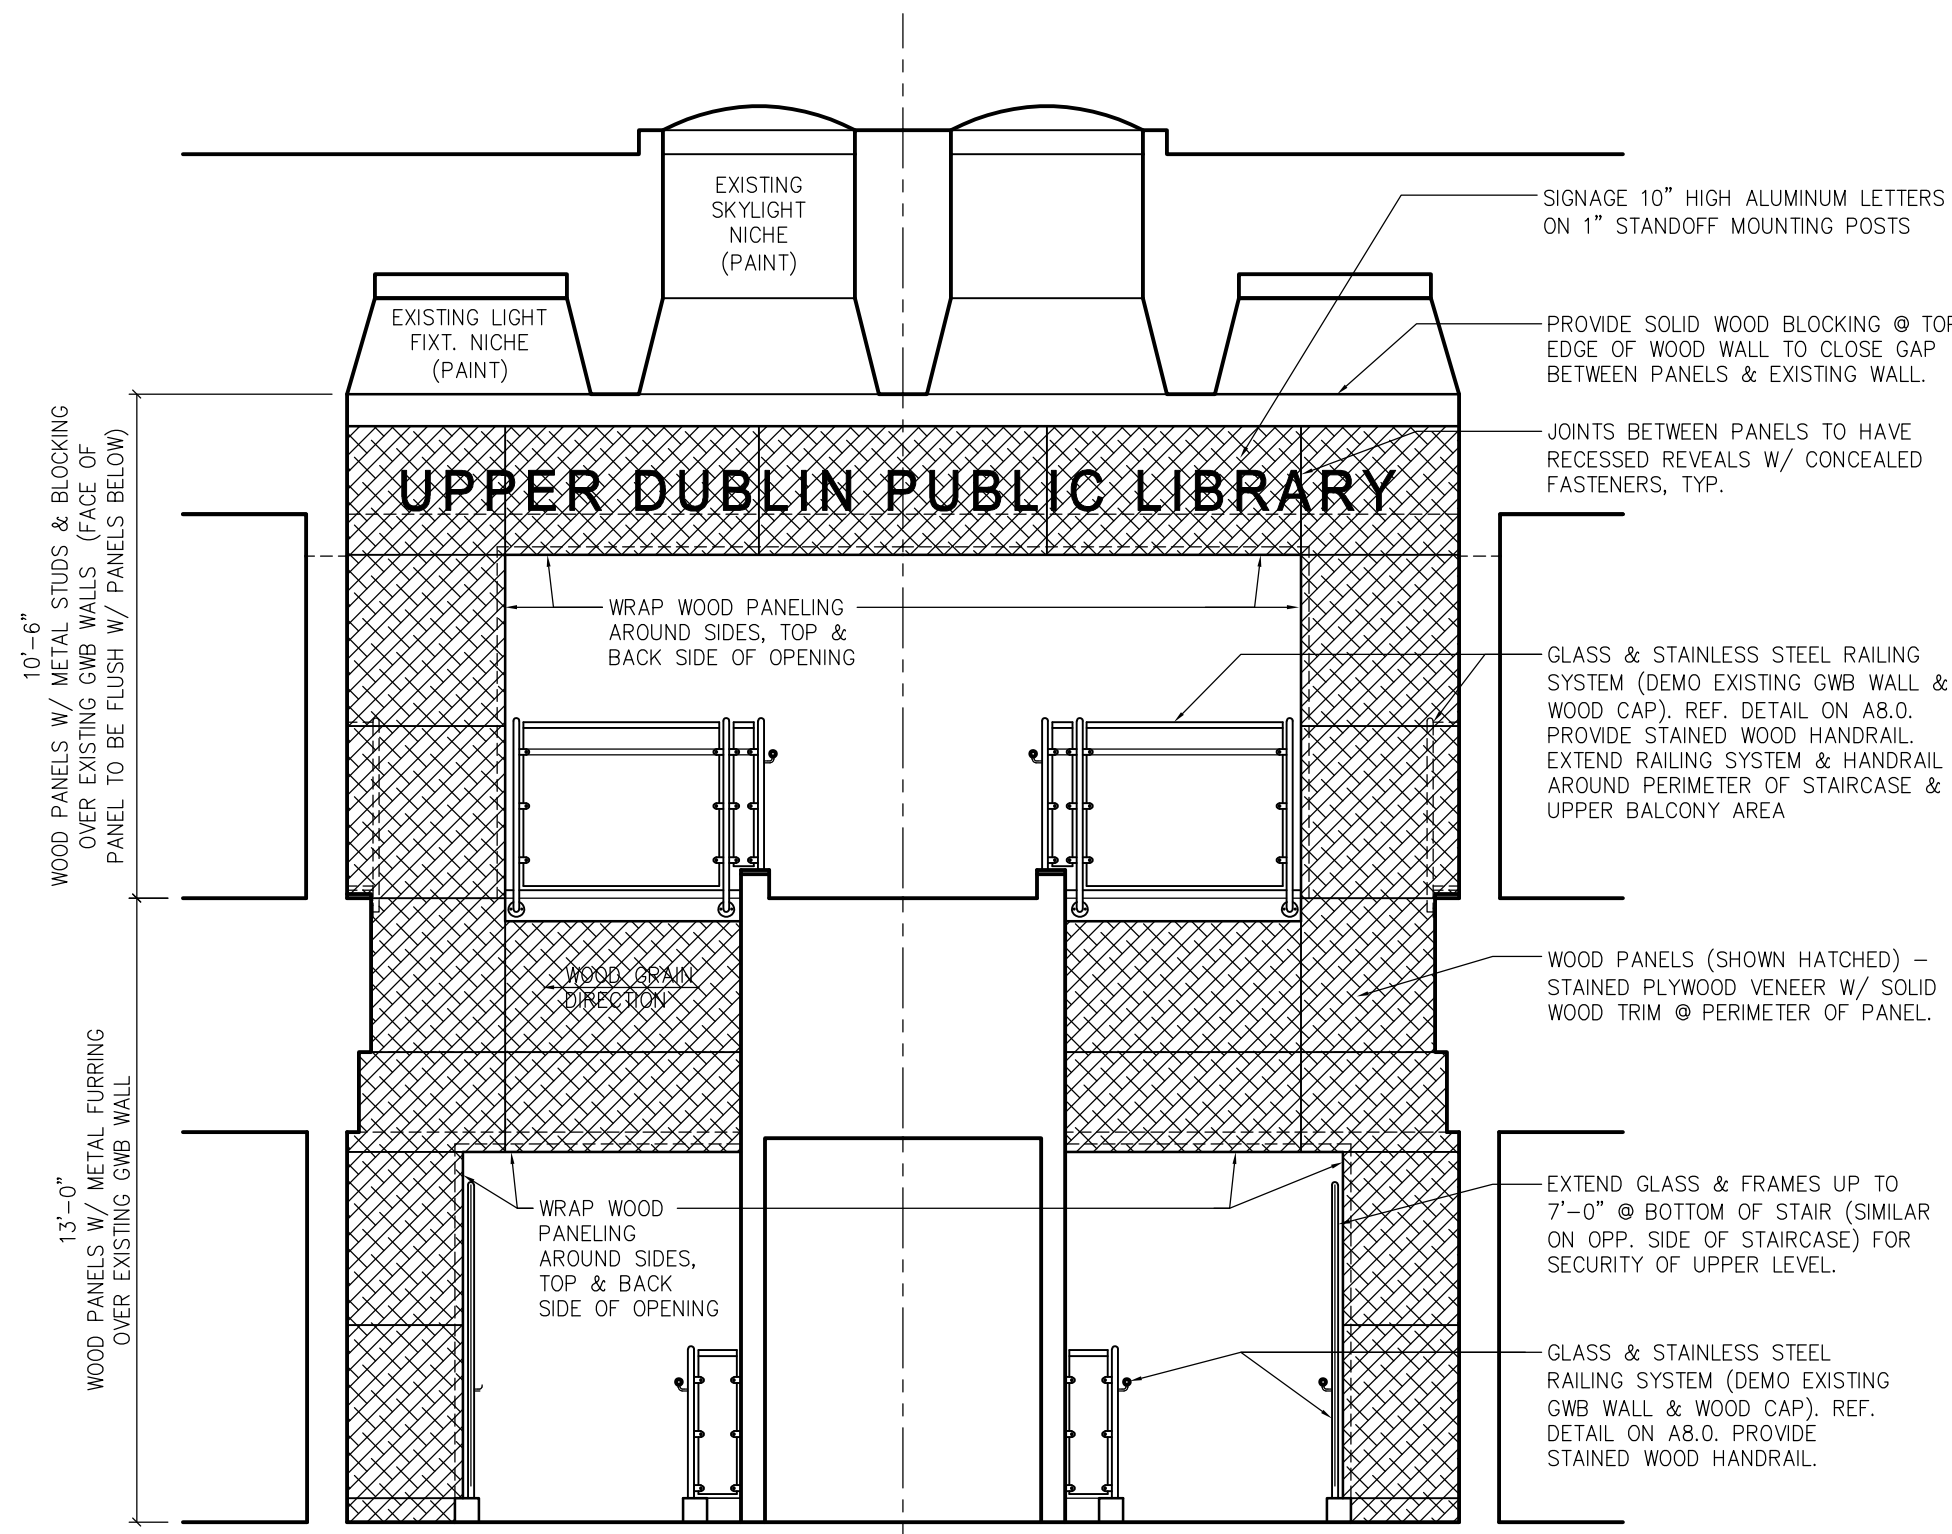 EXISTING
SKYLIGHT
NICHE
(PAINT)
EXISTING LIGHT
FIXT. NICHE
(PAINT)
SIGNAGE 10" HIGH ALUMINUM LETTERS
ON 1" STANDOFF MOUNTING POSTS
PROVIDE SOLID WOOD BLOCKING @ TOP
EDGE OF WOOD WALL TO CLOSE GAP
BETWEEN PANELS & EXISTING WALL.
JOINTS BETWEEN PANELS TO HAVE
RECESSED REVEALS W/ CONCEALED
FASTENERS, TYP.
UPPER DUBLIN PUBLIC LIBRARY
10'-6"
WOOD PANELS W/ METAL STUDS & BLOCKING
OVER EXISTING GWB WALLS (FACE OF
PANEL TO BE FLUSH W/ PANELS BELOW)
WRAP WOOD PANELING
AROUND SIDES, TOP &
BACK SIDE OF OPENING
GLASS & STAINLESS STEEL RAILING
SYSTEM (DEMO EXISTING GWB WALL &
WOOD CAP). REF. DETAIL ON A8.0.
PROVIDE STAINED WOOD HANDRAIL.
EXTEND RAILING SYSTEM & HANDRAIL
AROUND PERIMETER OF STAIRCASE &
UPPER BALCONY AREA
WOOD GRAIN
DIRECTION
WOOD PANELS (SHOWN HATCHED) –
STAINED PLYWOOD VENEER W/ SOLID
WOOD TRIM @ PERIMETER OF PANEL.
13'-0"
WOOD PANELS W/ METAL FURRING
OVER EXISTING GWB WALL
WRAP WOOD
PANELING
AROUND SIDES,
TOP & BACK
SIDE OF OPENING
EXTEND GLASS & FRAMES UP TO
7'-0" @ BOTTOM OF STAIR (SIMILAR
ON OPP. SIDE OF STAIRCASE) FOR
SECURITY OF UPPER LEVEL.
GLASS & STAINLESS STEEL
RAILING SYSTEM (DEMO EXISTING
GWB WALL & WOOD CAP). REF.
DETAIL ON A8.0. PROVIDE
STAINED WOOD HANDRAIL.